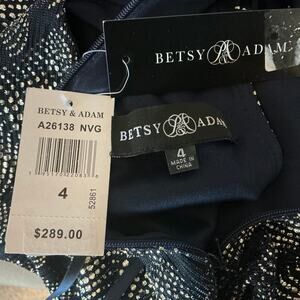 BETSY & ADAM
BETSY & ADAM
A26138 NVG
4
52861
$289.00
BETSY ADAM
4
MADE IN
CHINA